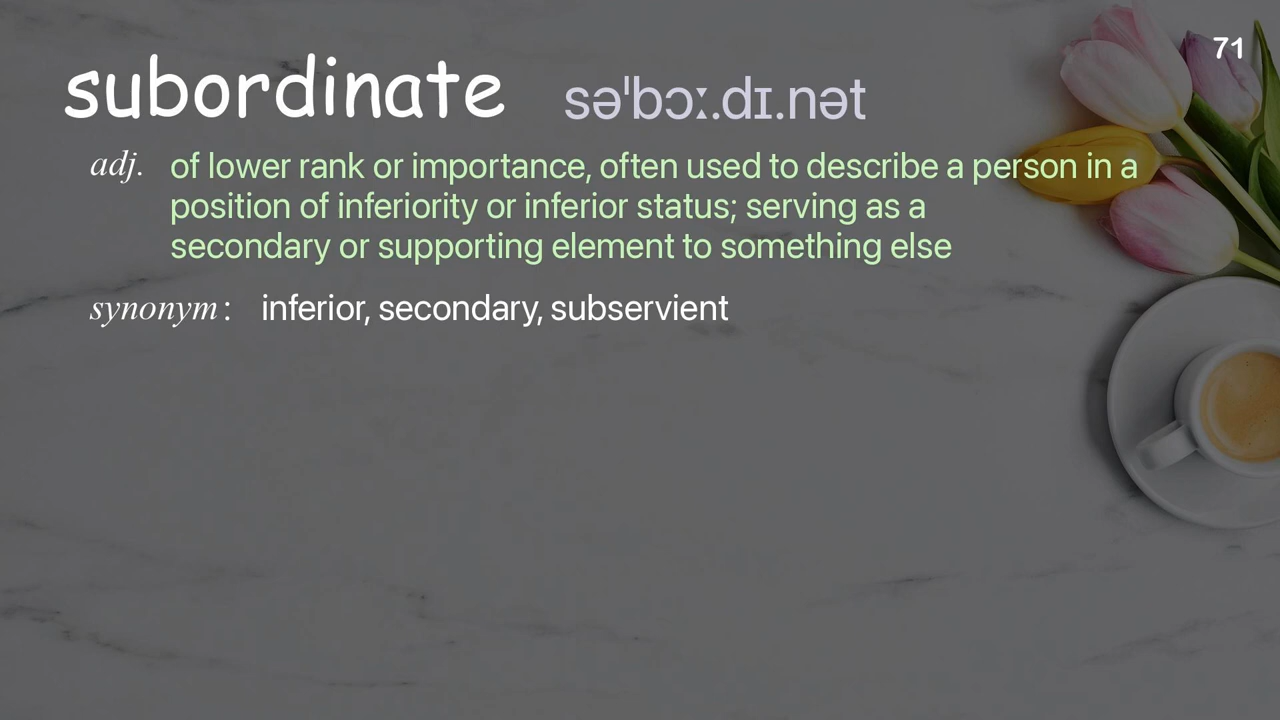 71
subordinate səˈbɔː.dɪ.nət
adj. of lower rank or importance, often used to describe a person in a
position of inferiority or inferior status; serving as a
secondary or supporting element to something else
synonym: inferior, secondary, subservient